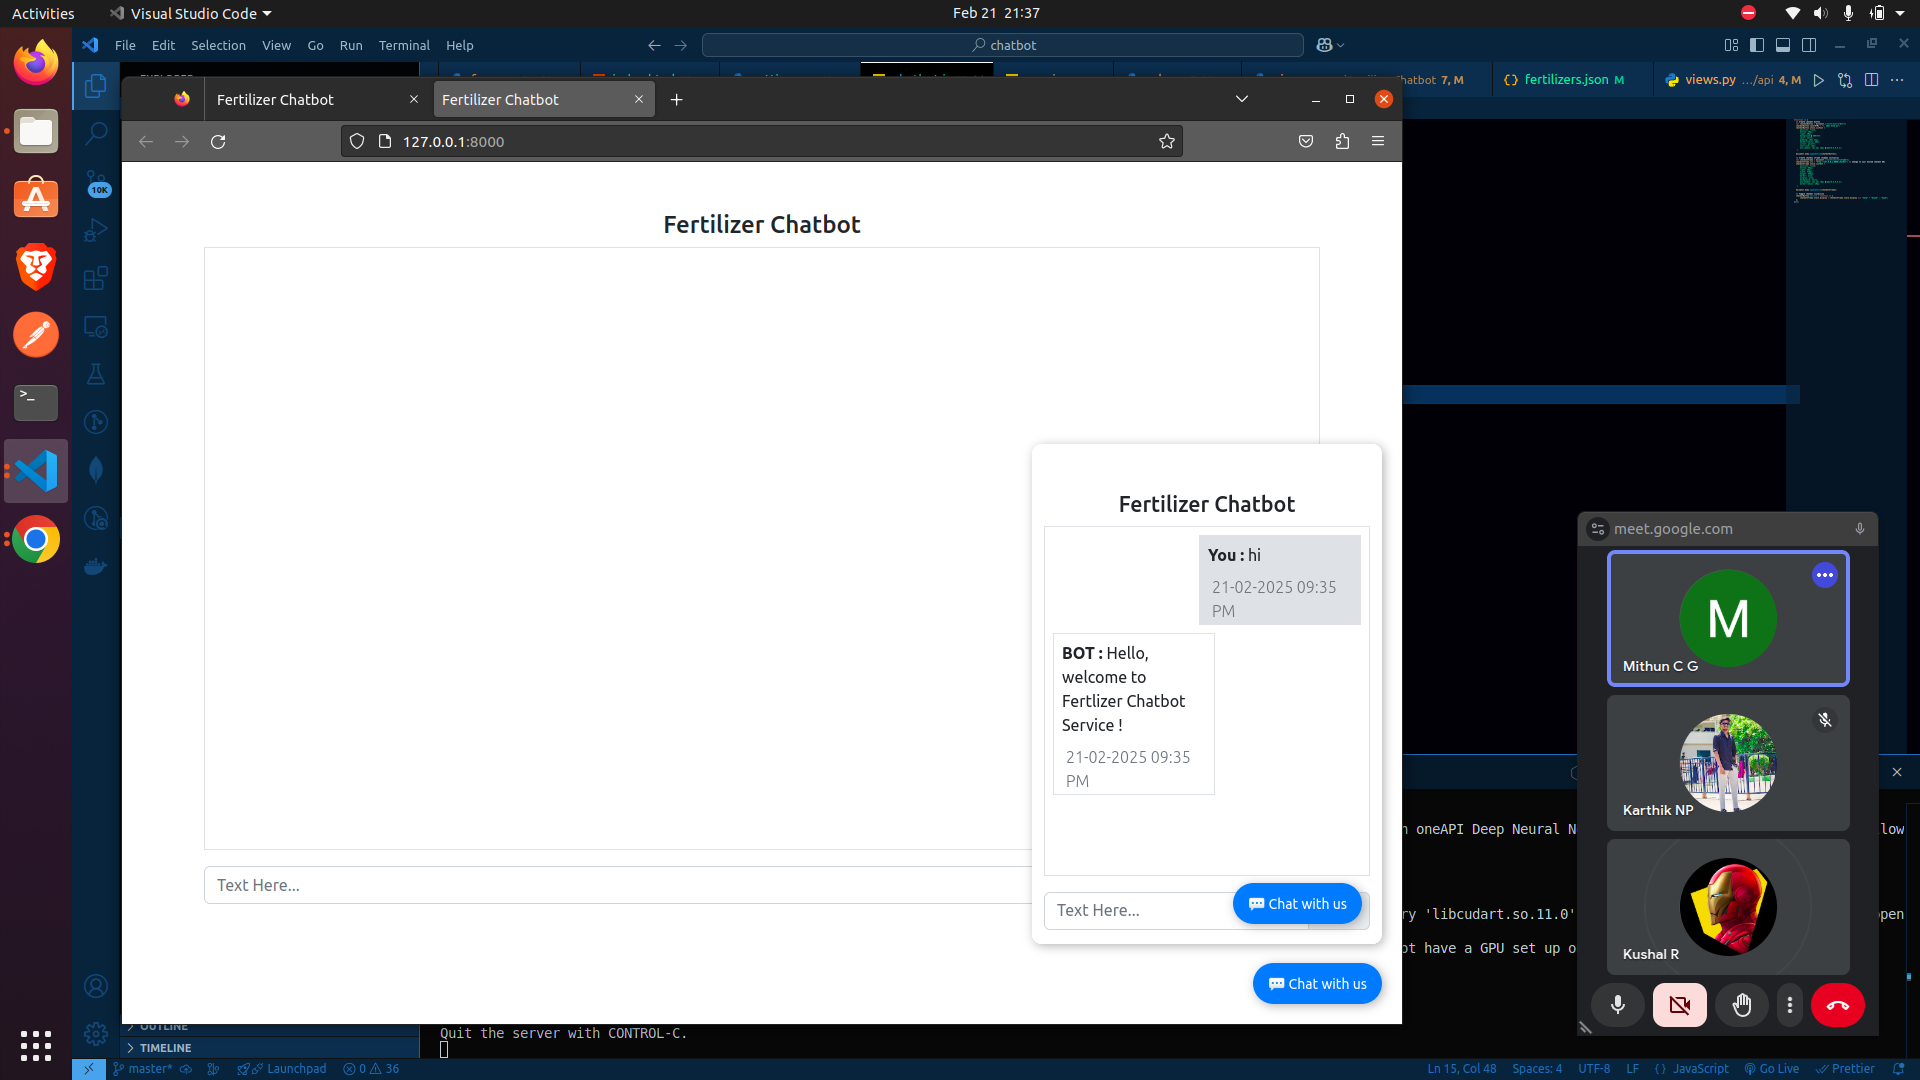 Activities
Visual Studio Code
Feb 21 21:37
File Edit Selection View Go Run Terminal Help
chatbot
chatbot 7, M
fertilizers.json M
views.py .../api 4, M
Fertilizer Chatbot
Fertilizer Chatbot
127.0.0.1:8000
10K
Fertilizer Chatbot
Text Here...
Fertilizer Chatbot
You : hi
21-02-2025 09:35
PM
BOT : Hello,
welcome to
Fertlizer Chatbot
Service !
21-02-2025 09:35
PM
Text Here...
💬 Chat with us
💬 Chat with us
meet.google.com
M
Mithun C G
Karthik NP
Kushal R
oneAPI Deep Neural
'libcudart.so.11.0'
have a GPU set up
Quit the server with CONTROL-C.
OUTLINE
TIMELINE
master*
Launchpad
0 36
Ln 15, Col 48
Spaces: 4
UTF-8
LF
{} JavaScript
Go Live
Prettier